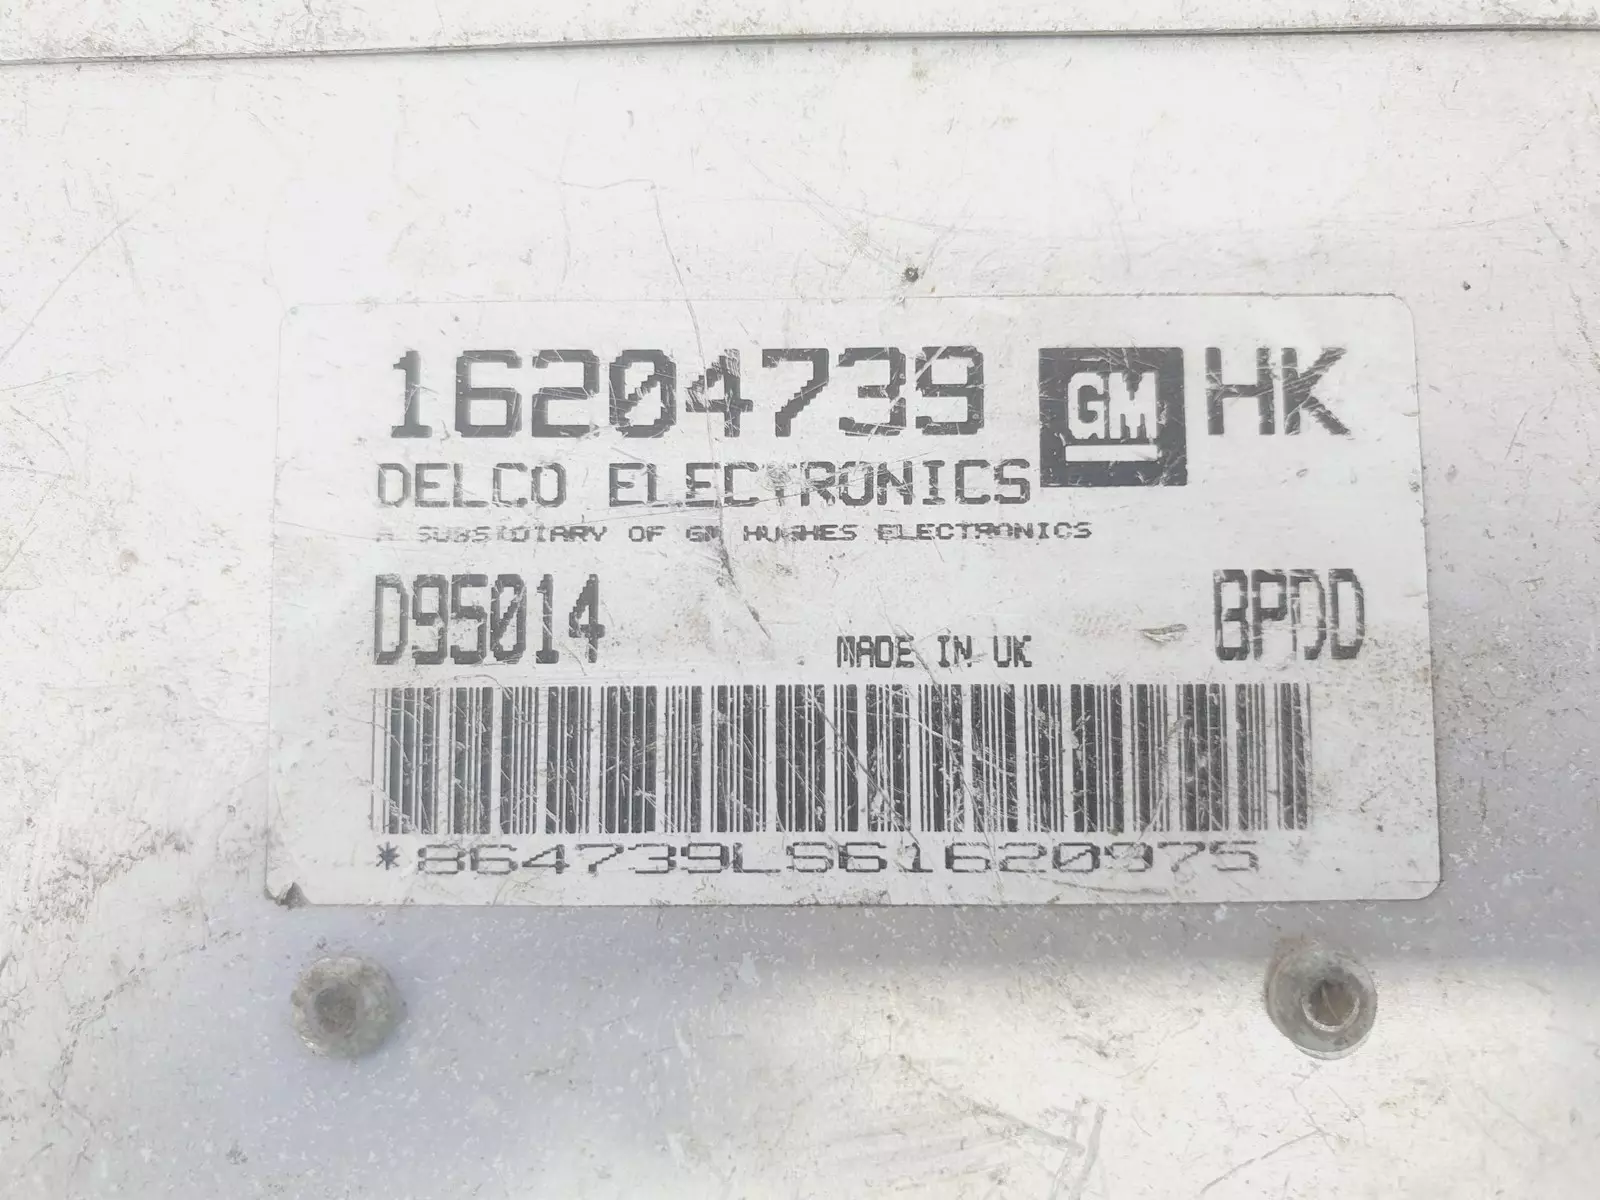 16204739 GM HK
DELCO ELECTRONICS
A SUBSIDIARY OF GM HUGHES ELECTRONICS
D95014 BPDD
MADE IN UK
*864739LS61620975